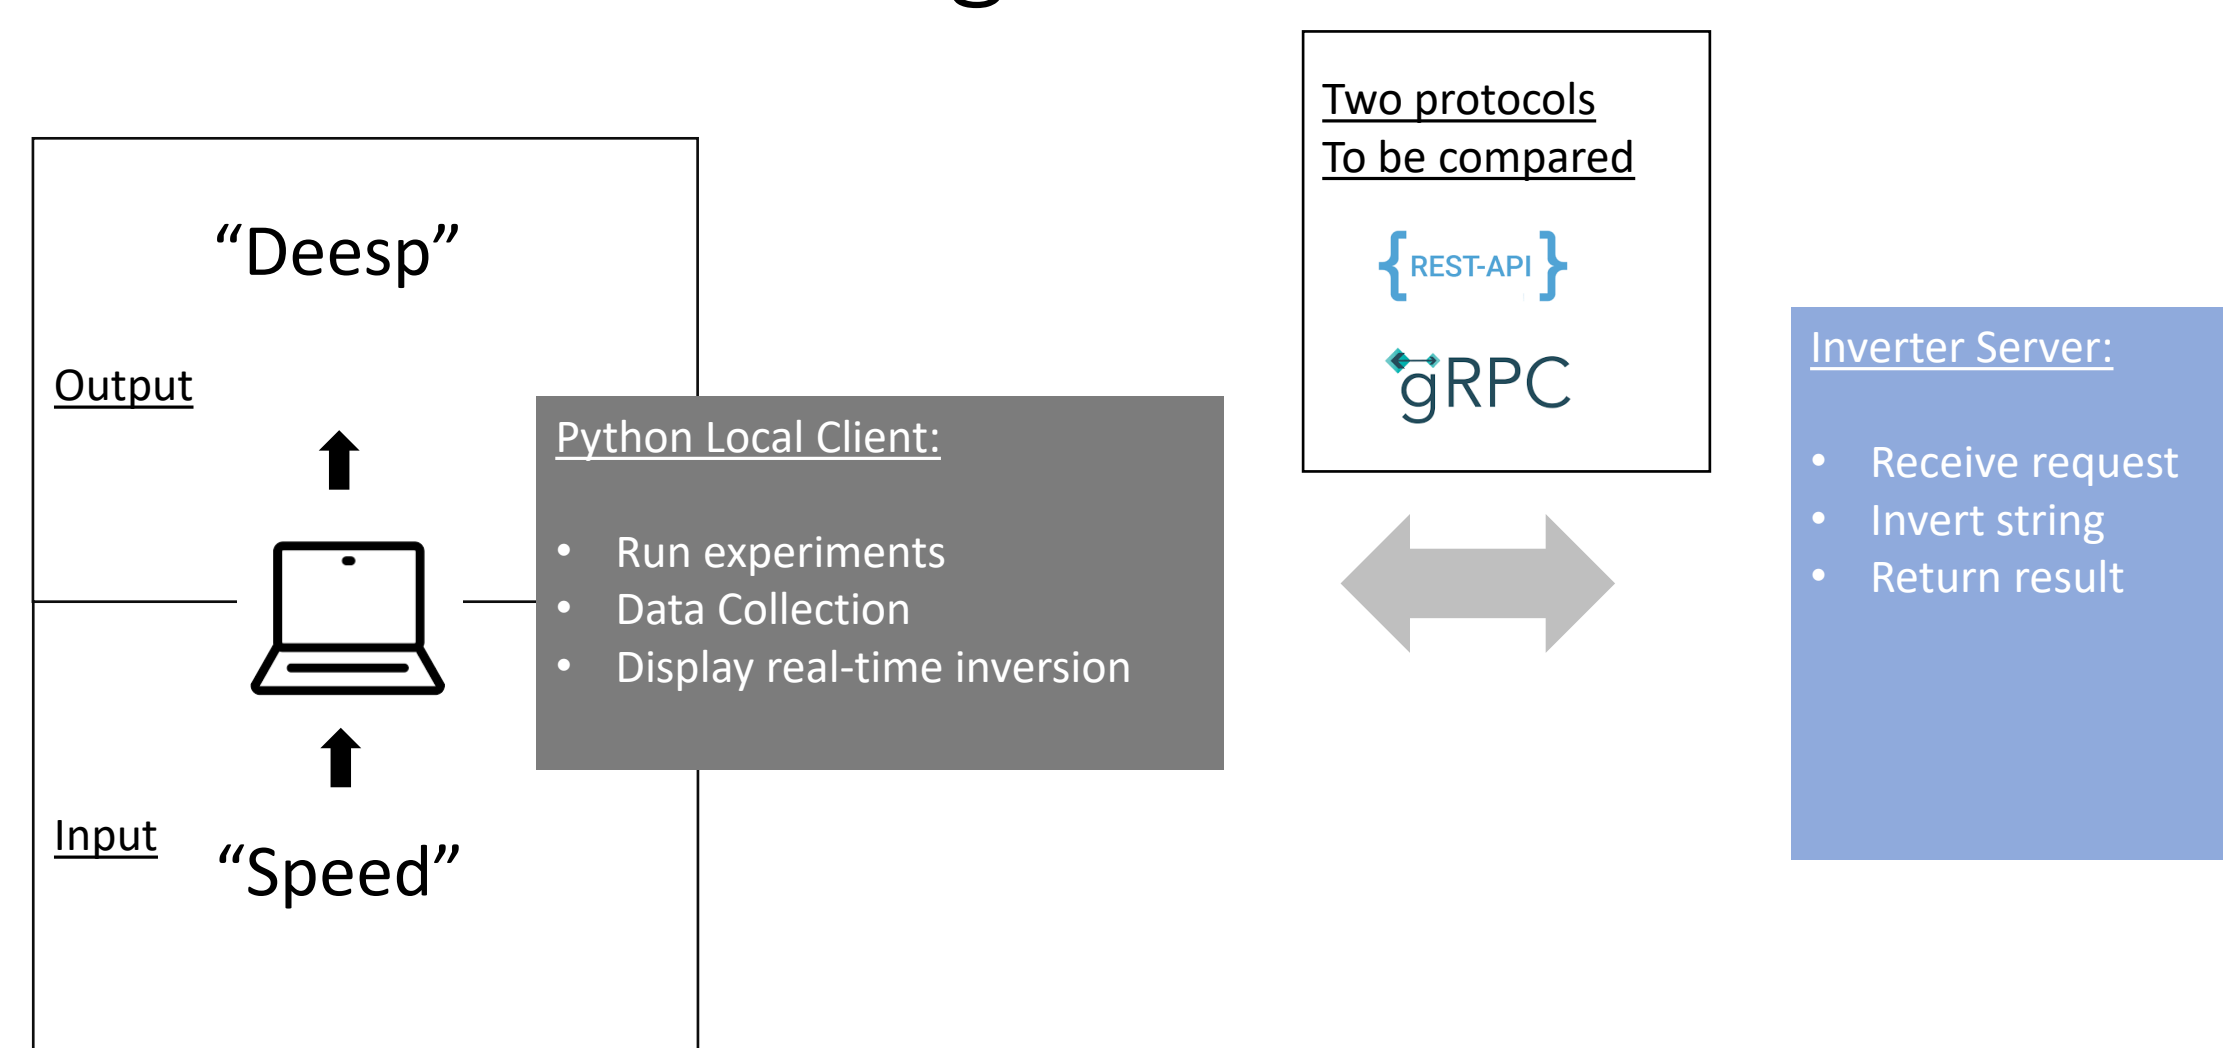 “Deesp”
Output
Input
“Speed”
Python Local Client:
• Run experiments
• Data Collection
• Display real-time inversion
Two protocols
To be compared
{REST-API}
gRPC
Inverter Server:
• Receive request
• Invert string
• Return result